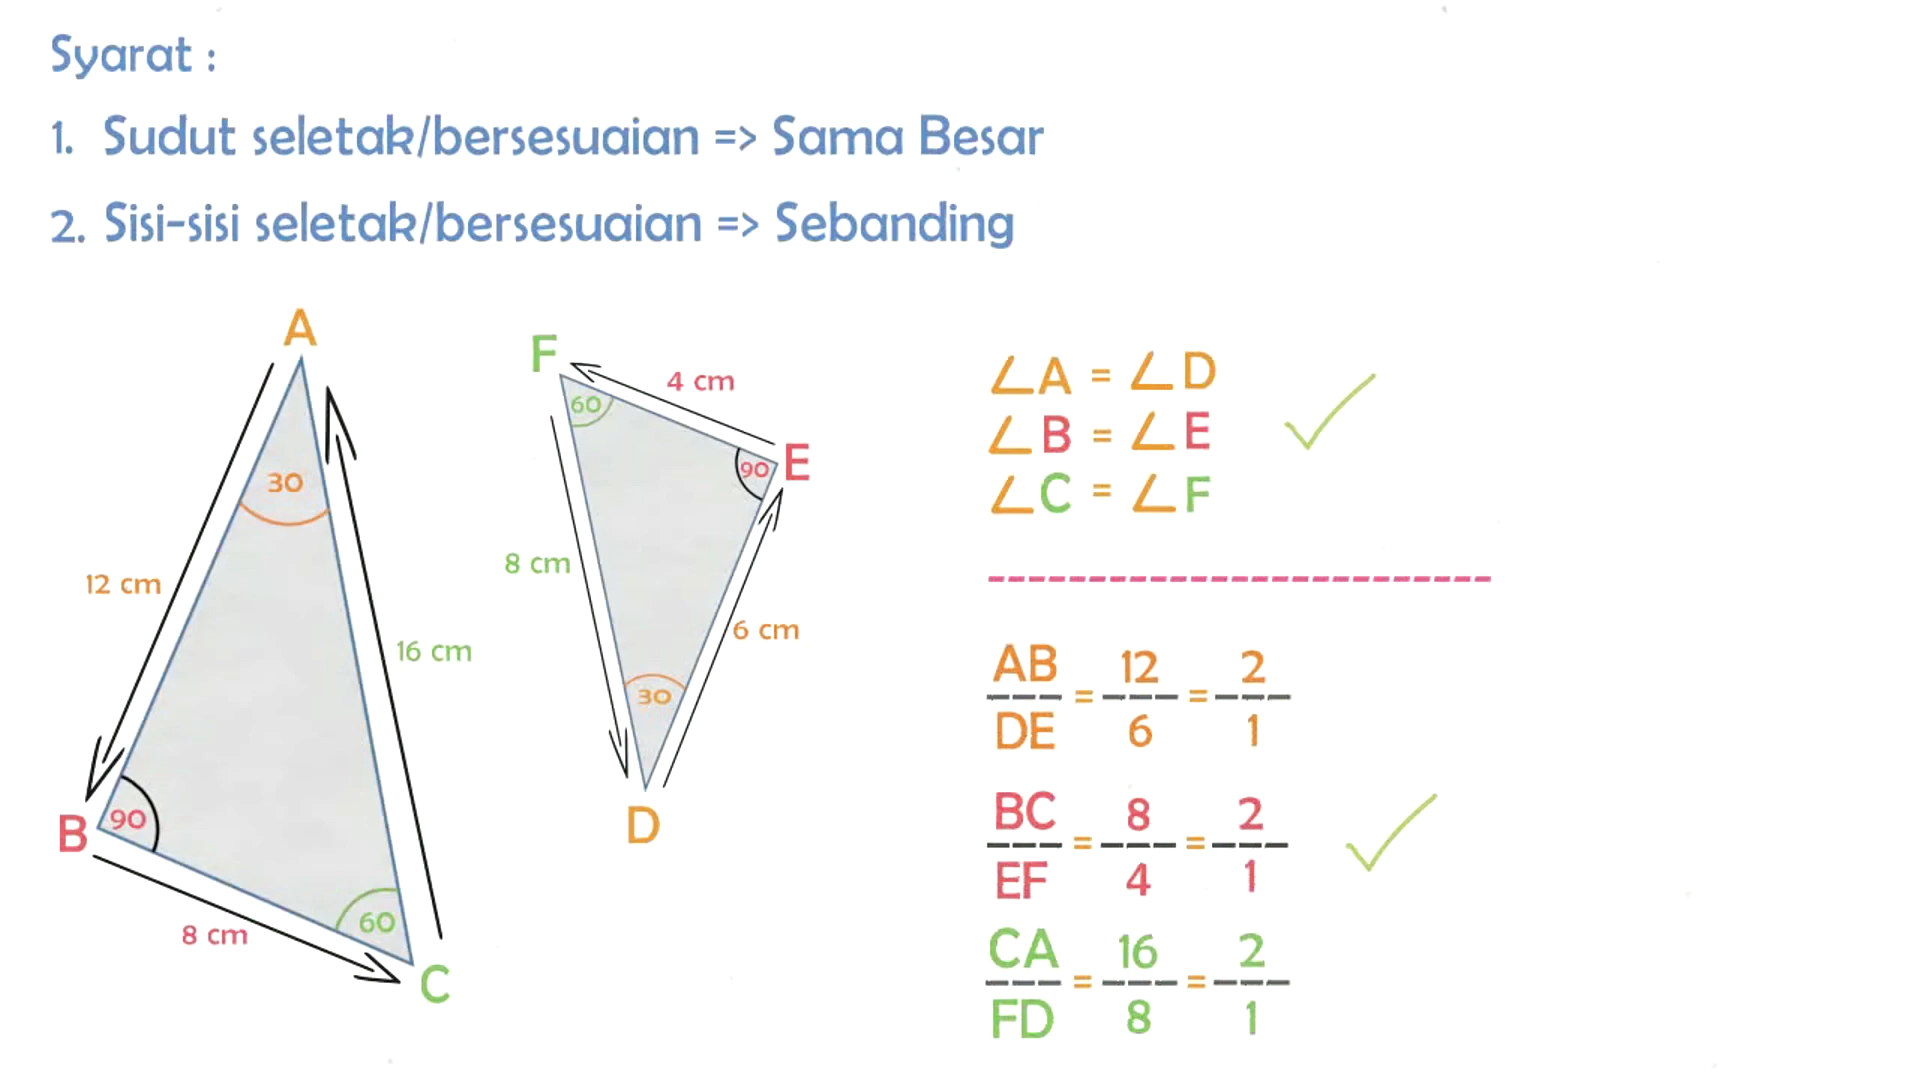 Syarat :
1. Sudut seletak/bersesuaian => Sama Besar
2. Sisi-sisi seletak/bersesuaian => Sebanding
A
30
12 cm
16 cm
B
90
8 cm
60
C
F
60
4 cm
90
E
8 cm
6 cm
30
D
∠A = ∠D
∠B = ∠E
∠C = ∠F
AB/DE = 12/6 = 2/1
BC/EF = 8/4 = 2/1
CA/FD = 16/8 = 2/1